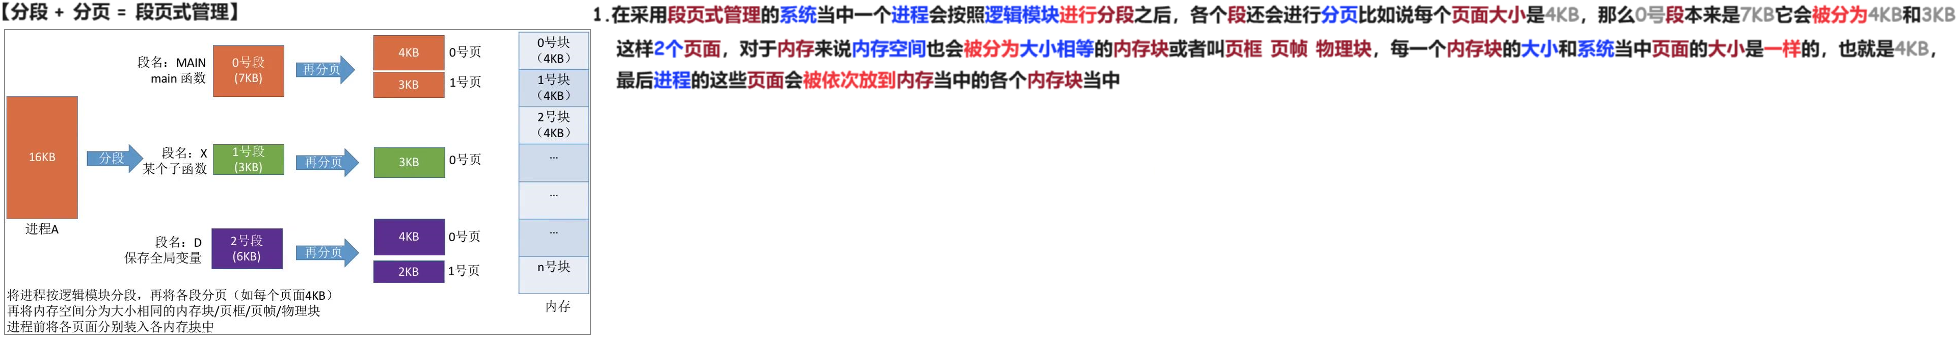 【分段 + 分页 = 段页式管理】
段名：MAIN
main 函数
0号段
(7KB)
再分页
4KB
0号页
3KB
1号页
16KB
进程A
分段
段名：X
某个子函数
1号段
(3KB)
再分页
3KB
0号页
段名：D
保存全局变量
2号段
(6KB)
再分页
4KB
0号页
2KB
1号页
0号块
（4KB）
1号块
（4KB）
2号块
（4KB）
...
...
...
n号块
内存
将进程按逻辑模块分段，再将各段分页（如每个页面4KB）
再将内存空间分为大小相同的内存块/页框/页帧/物理块
进程前将各页面分别装入各内存块中
1.在采用段页式管理的系统当中一个进程会按照逻辑模块进行分段之后，各个段还会进行分页比如说每个页面大小是4KB，那么0号段本来是7KB它会被分为4KB和3KB
这样2个页面，对于内存来说内存空间也会被分为大小相等的内存块或者叫页框 页帧 物理块，每一个内存块的大小和系统当中页面的大小是一样的，也就是4KB，
最后进程的这些页面会被依次放到内存当中的各个内存块当中